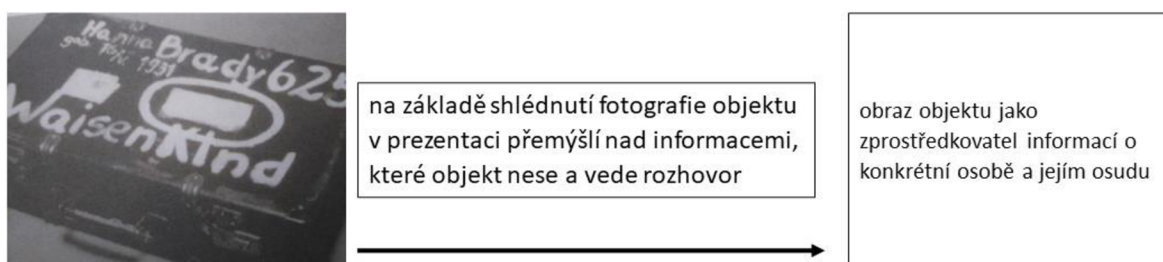 Hanna Brady 625
geb. 16/V. 1931
Waisenkind
na základě shlédnutí fotografie objektu
v prezentaci přemýšlí nad informacemi,
které objekt nese a vede rozhovor
obraz objektu jako
zprostředkovatel informací o
konkrétní osobě a jejím osudu